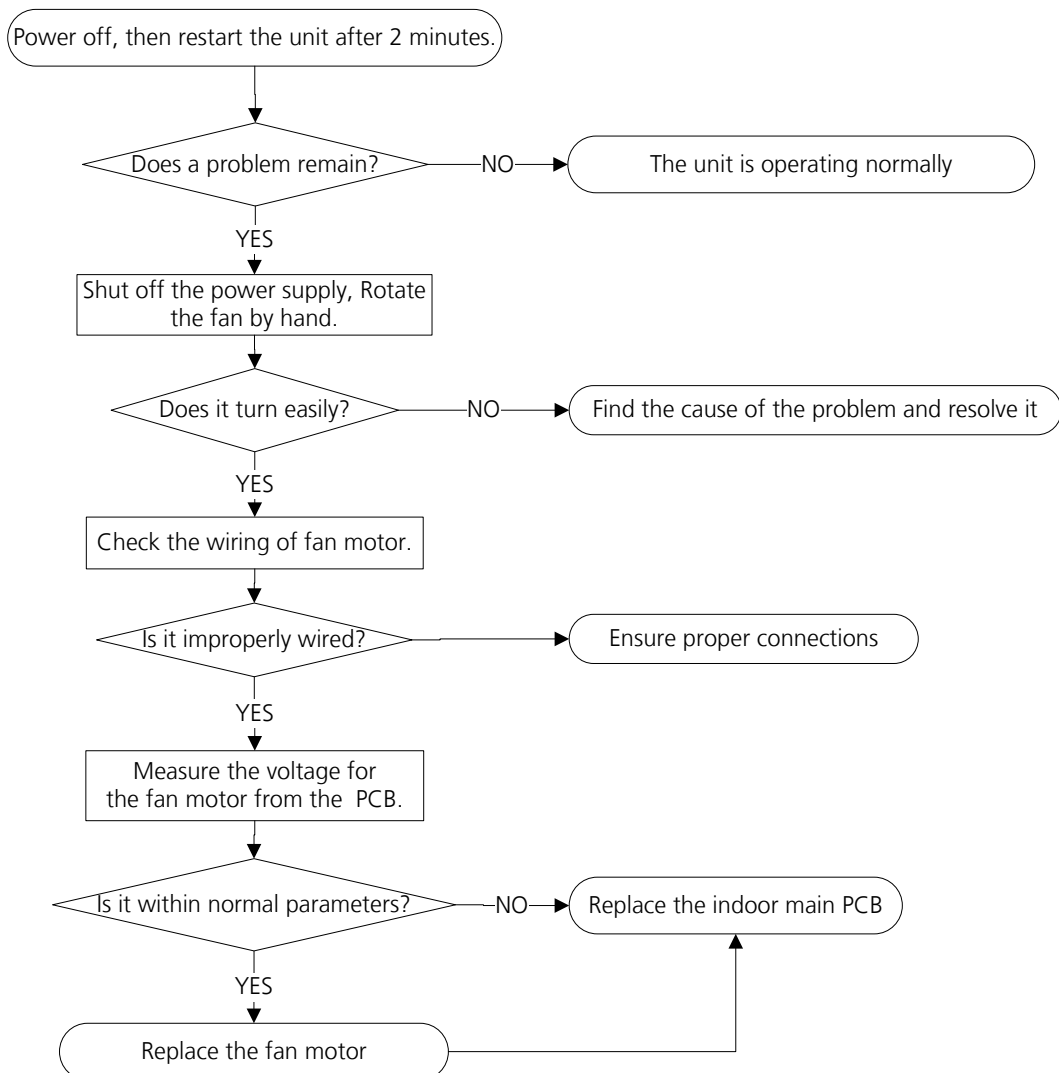 Power off, then restart the unit after 2 minutes.
Does a problem remain?
NO
The unit is operating normally
YES
Shut off the power supply, Rotate
the fan by hand.
Does it turn easily?
NO
Find the cause of the problem and resolve it
YES
Check the wiring of fan motor.
Is it improperly wired?
Ensure proper connections
YES
Measure the voltage for
the fan motor from the PCB.
Is it within normal parameters?
NO
Replace the indoor main PCB
YES
Replace the fan motor